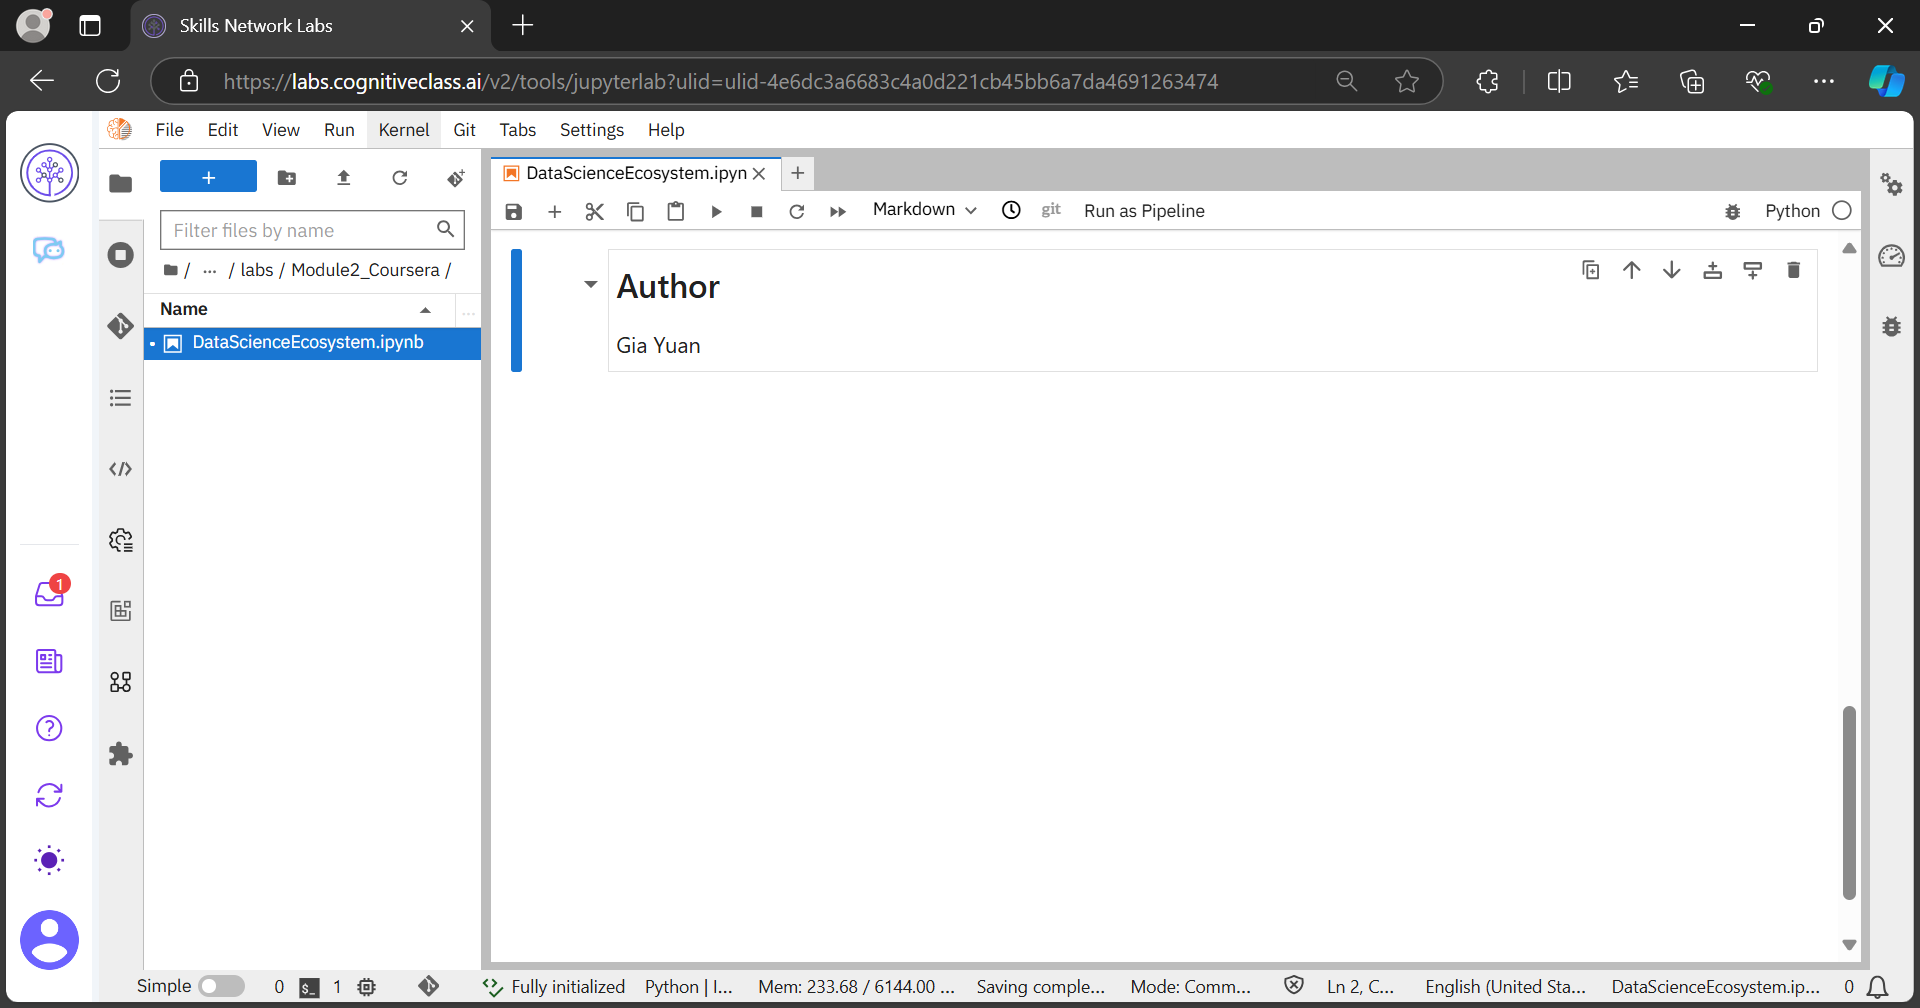 Skills Network Labs
https://labs.cognitiveclass.ai/v2/tools/jupyterlab?ulid=ulid-4e6dc3a6683c4a0d221cb45bb6a7da4691263474
File Edit View Run Kernel Git Tabs Settings Help
DataScienceEcosystem.ipyn
Markdown git Run as Pipeline Python
Filter files by name
/ ... / labs / Module2_Coursera /
Name ...
DataScienceEcosystem.ipynb
Author
Gia Yuan
1
Simple 0 $_ 1 Fully initialized Python | I... Mem: 233.68 / 6144.00 ... Saving comple... Mode: Comm... Ln 2, C... English (United Sta... DataScienceEcosystem.ip... 0